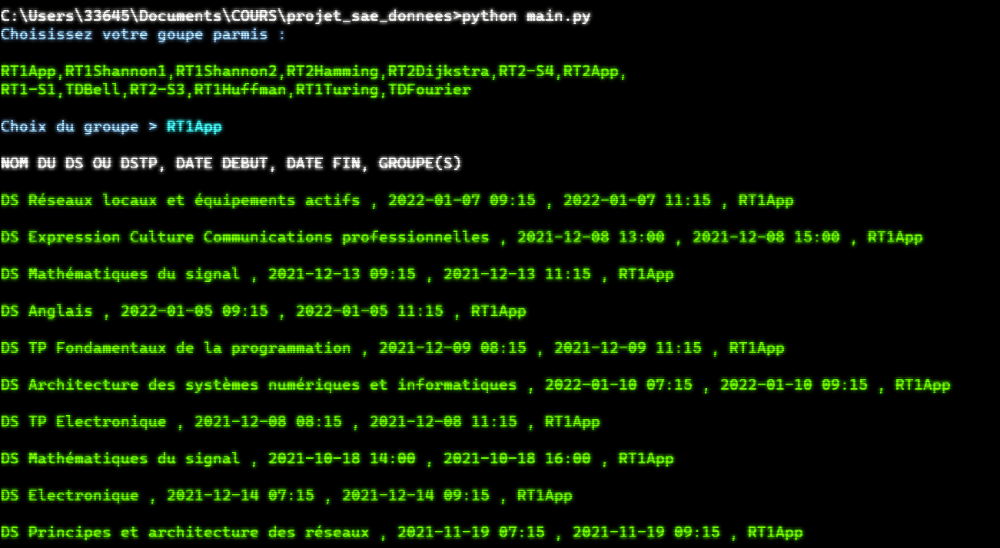 C:\Users\33645\Documents\COURS\projet_sae_donnees>python main.py
Choisissez votre goupe parmis :
RT1App,RT1Shannon1,RT1Shannon2,RT2Hamming,RT2Dijkstra,RT2-S4,RT2App,
RT1-S1,TDBell,RT2-S3,RT1Huffman,RT1Turing,TDFourier
Choix du groupe > RT1App
NOM DU DS OU DSTP, DATE DEBUT, DATE FIN, GROUPE(S)
DS Réseaux locaux et équipements actifs , 2022-01-07 09:15 , 2022-01-07 11:15 , RT1App
DS Expression Culture Communications professionnelles , 2021-12-08 13:00 , 2021-12-08 15:00 , RT1App
DS Mathématiques du signal , 2021-12-13 09:15 , 2021-12-13 11:15 , RT1App
DS Anglais , 2022-01-05 09:15 , 2022-01-05 11:15 , RT1App
DS TP Fondamentaux de la programmation , 2021-12-09 08:15 , 2021-12-09 11:15 , RT1App
DS Architecture des systèmes numériques et informatiques , 2022-01-10 07:15 , 2022-01-10 09:15 , RT1App
DS TP Electronique , 2021-12-08 08:15 , 2021-12-08 11:15 , RT1App
DS Mathématiques du signal , 2021-10-18 14:00 , 2021-10-18 16:00 , RT1App
DS Electronique , 2021-12-14 07:15 , 2021-12-14 09:15 , RT1App
DS Principes et architecture des réseaux , 2021-11-19 07:15 , 2021-11-19 09:15 , RT1App